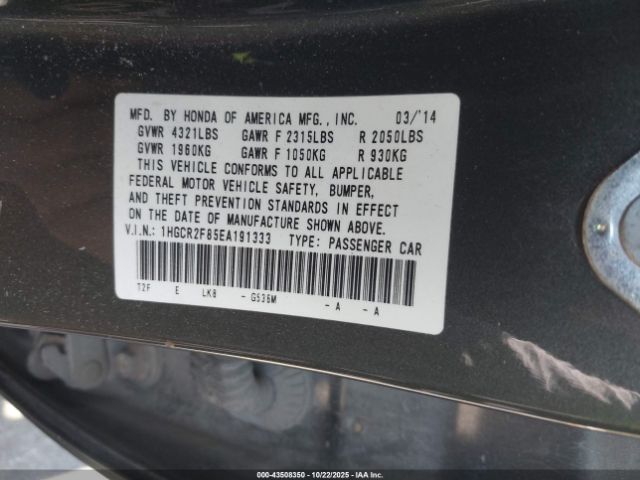 MFD. BY HONDA OF AMERICA MFG., INC. 03/'14
GVWR 4321LBS GAWR F 2315LBS R 2050LBS
GVWR 1960KG GAWR F 1050KG R 930KG
THIS VEHICLE CONFORMS TO ALL APPLICABLE
FEDERAL MOTOR VEHICLE SAFETY, BUMPER,
AND THEFT PREVENTION STANDARDS IN EFFECT
ON THE DATE OF MANUFACTURE SHOWN ABOVE.
V.I.N.: 1HGCR2F85EA191333 TYPE: PASSENGER CAR
T2F E LK8 - G536M - A - A
000-43508350 - 10/22/2025 - IAAI.com